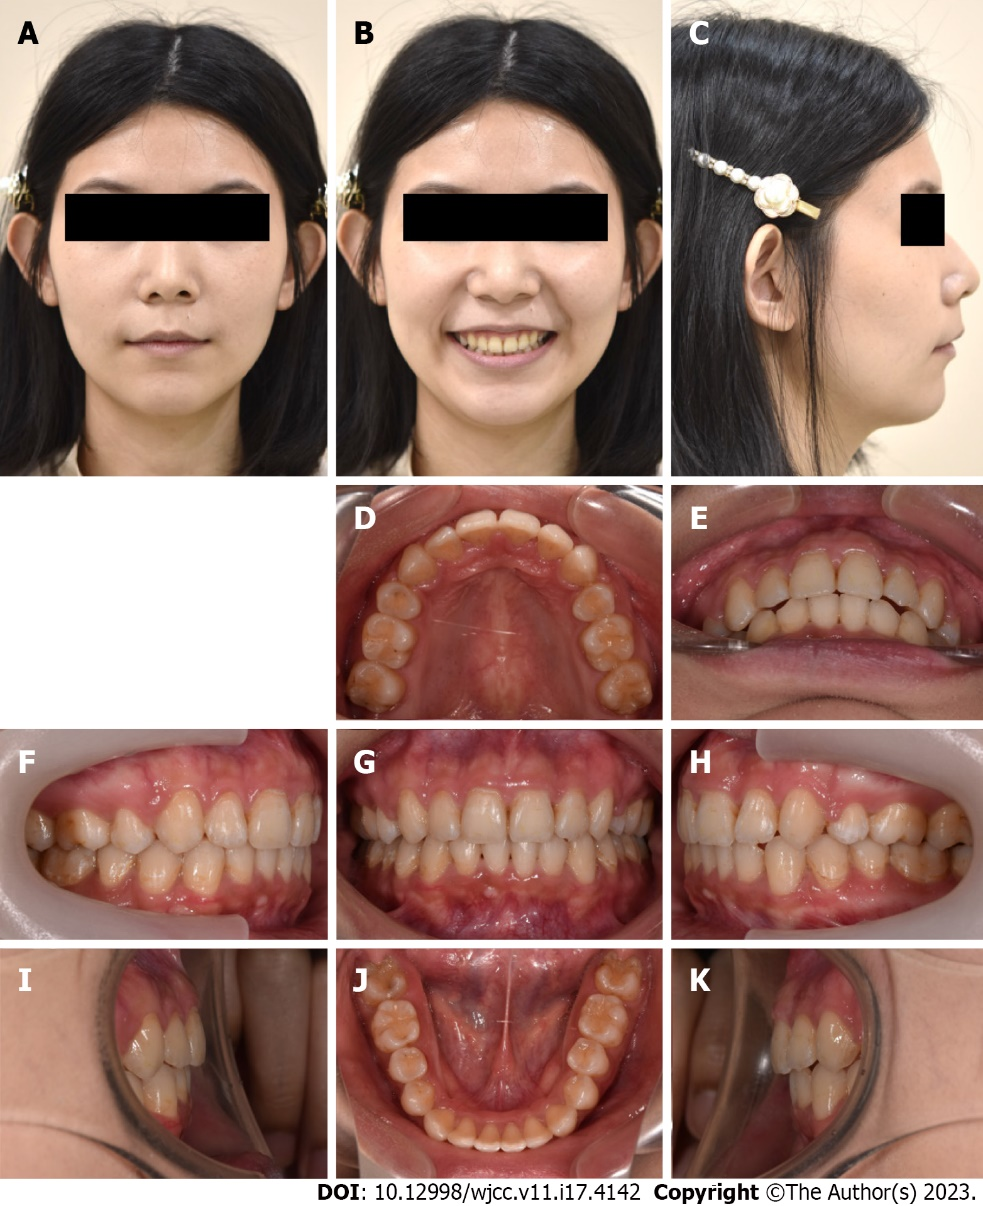 A
B
C
D
E
F
G
H
I
J
K
DOI: 10.12998/wjcc.v11.i17.4142 Copyright ©The Author(s) 2023.